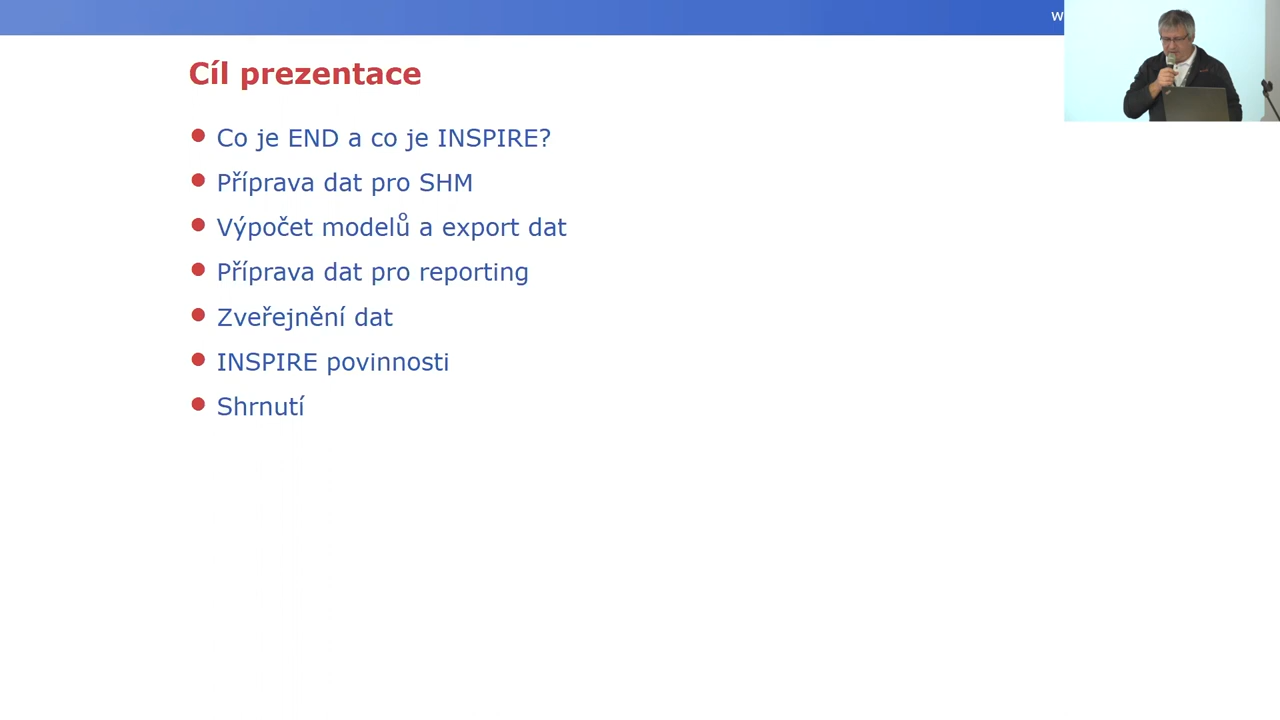 w
Cíl prezentace
Co je END a co je INSPIRE?
Příprava dat pro SHM
Výpočet modelů a export dat
Příprava dat pro reporting
Zveřejnění dat
INSPIRE povinnosti
Shrnutí